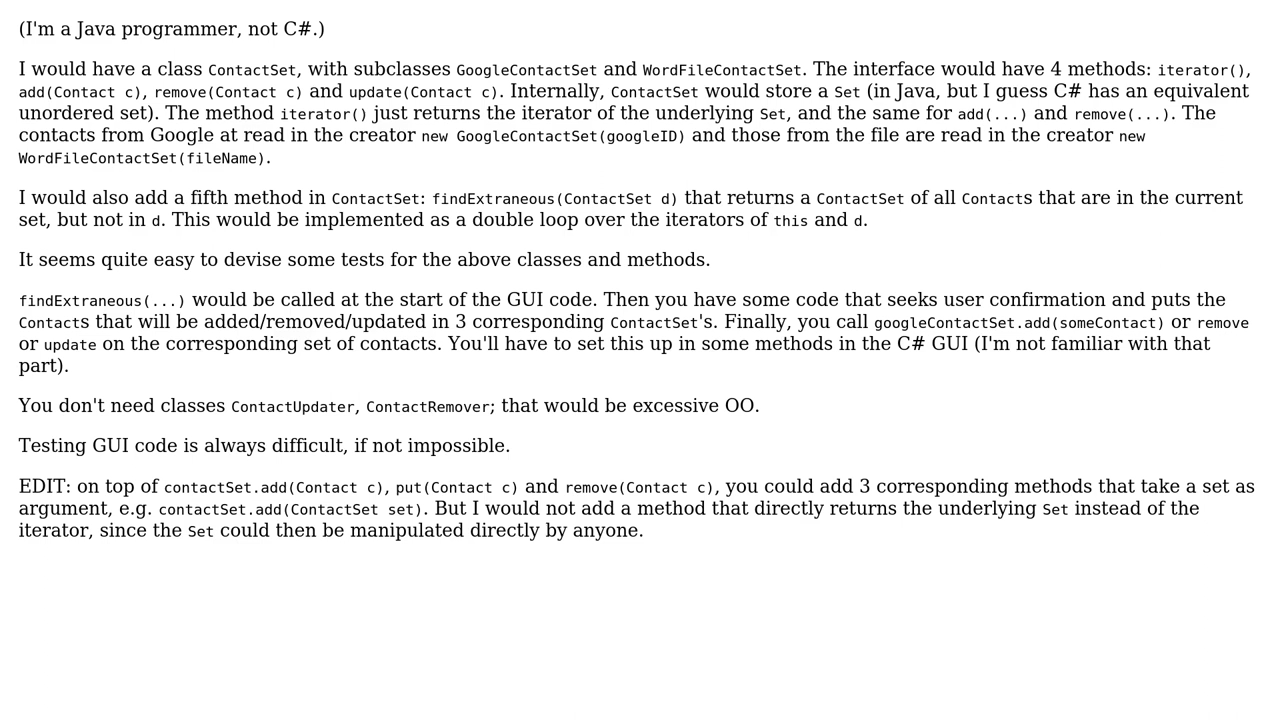 (I'm a Java programmer, not C#.)
I would have a class ContactSet, with subclasses GoogleContactSet and WordFileContactSet. The interface would have 4 methods: iterator(),
add(Contact c), remove(Contact c) and update(Contact c). Internally, ContactSet would store a Set (in Java, but I guess C# has an equivalent
unordered set). The method iterator() just returns the iterator of the underlying Set, and the same for add(...) and remove(...). The
contacts from Google at read in the creator new GoogleContactSet(googleID) and those from the file are read in the creator new
WordFileContactSet(fileName).
I would also add a fifth method in ContactSet: findExtraneous(ContactSet d) that returns a ContactSet of all Contacts that are in the current
set, but not in d. This would be implemented as a double loop over the iterators of this and d.
It seems quite easy to devise some tests for the above classes and methods.
findExtraneous(...) would be called at the start of the GUI code. Then you have some code that seeks user confirmation and puts the
Contacts that will be added/removed/updated in 3 corresponding ContactSet's. Finally, you call googleContactSet.add(someContact) or remove
or update on the corresponding set of contacts. You'll have to set this up in some methods in the C# GUI (I'm not familiar with that
part).
You don't need classes ContactUpdater, ContactRemover; that would be excessive OO.
Testing GUI code is always difficult, if not impossible.
EDIT: on top of contactSet.add(Contact c), put(Contact c) and remove(Contact c), you could add 3 corresponding methods that take a set as
argument, e.g. contactSet.add(ContactSet set). But I would not add a method that directly returns the underlying Set instead of the
iterator, since the Set could then be manipulated directly by anyone.